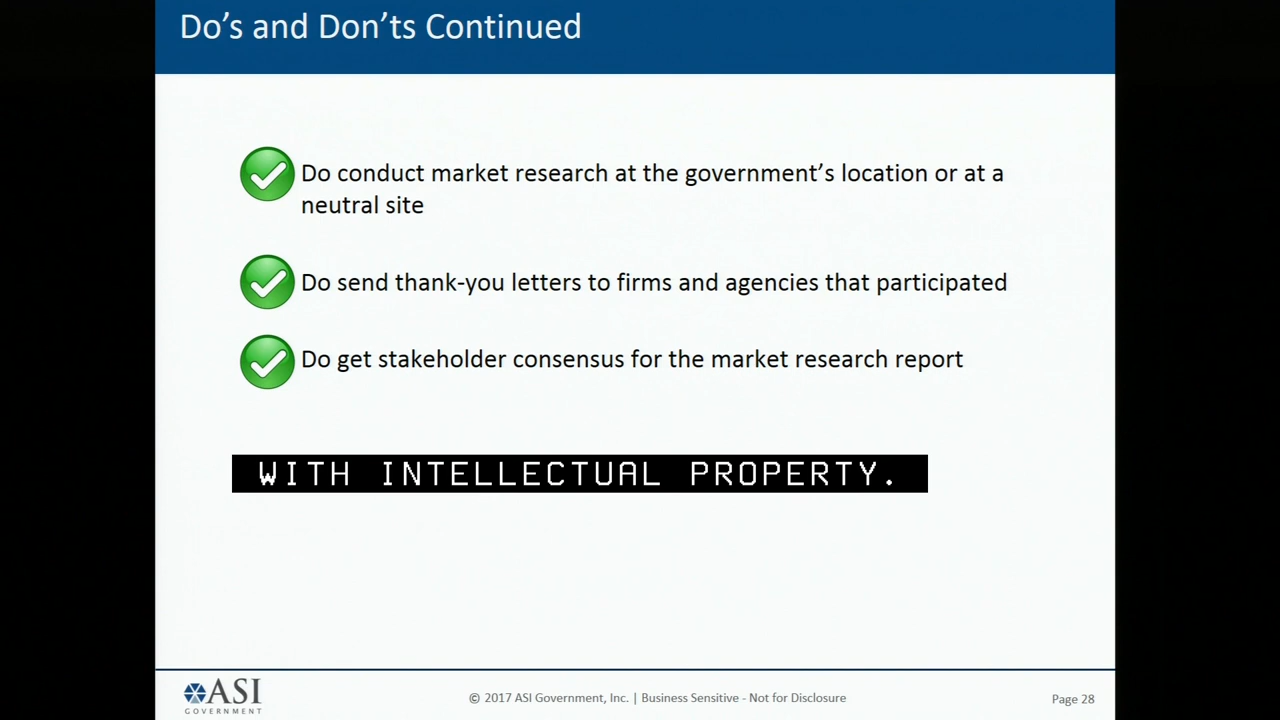 Do’s and Don’ts Continued
Do conduct market research at the government’s location or at a
neutral site
Do send thank-you letters to firms and agencies that participated
Do get stakeholder consensus for the market research report
WITH INTELLECTUAL PROPERTY.
ASI
GOVERNMENT
© 2017 ASI Government, Inc. | Business Sensitive - Not for Disclosure
Page 28